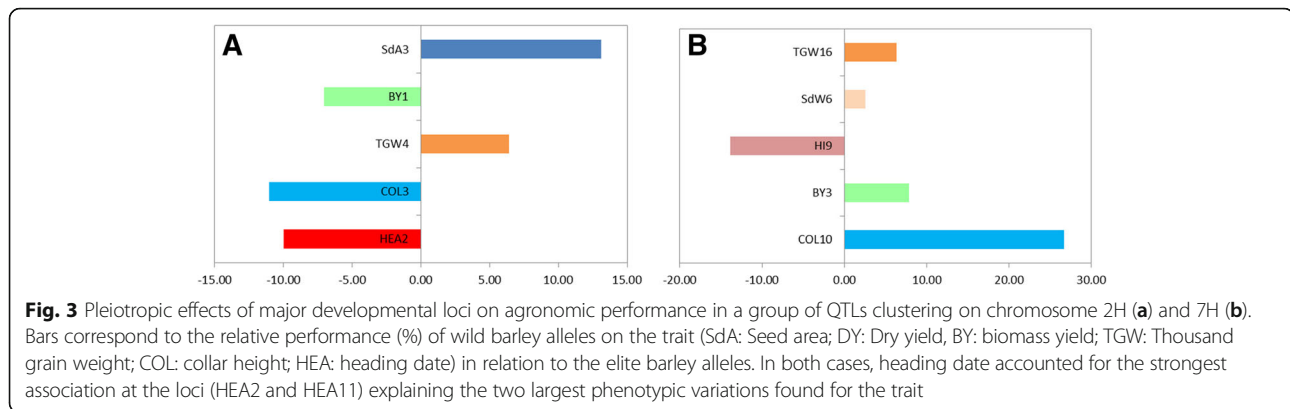 A
SdA3
BY1
TGW4
COL3
HEA2
-15.00 -10.00 -5.00 0.00 5.00 10.00 15.00
B
TGW16
SdW6
HI9
BY3
COL10
-20.00 -10.00 0.00 10.00 20.00 30.00
Fig. 3 Pleiotropic effects of major developmental loci on agronomic performance in a group of QTLs clustering on chromosome 2H (a) and 7H (b).
Bars correspond to the relative performance (%) of wild barley alleles on the trait (SdA: Seed area; DY: Dry yield, BY: biomass yield; TGW: Thousand
grain weight; COL: collar height; HEA: heading date) in relation to the elite barley alleles. In both cases, heading date accounted for the strongest
association at the loci (HEA2 and HEA11) explaining the two largest phenotypic variations found for the trait